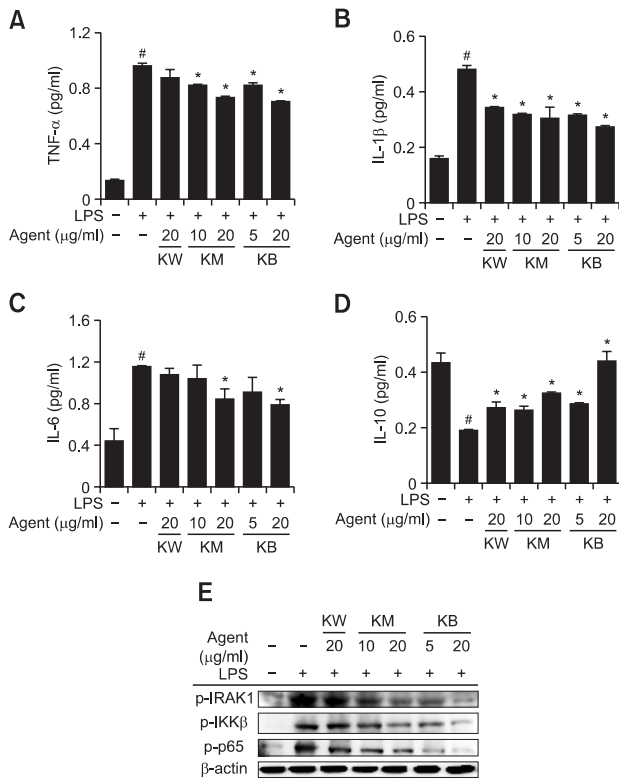 A
TNF-α (pg/ml)
1.2
0.8
0.4
0
#
* * * *
LPS – + + + + + +
Agent (μg/ml) – – 20 10 20 5 20
KW KM KB
B
IL-1β (pg/ml)
0.6
0.4
0.2
0
#
* * * * *
LPS – + + + + + +
Agent (μg/ml) – – 20 10 20 5 20
KW KM KB
C
IL-6 (pg/ml)
1.6
1.2
0.8
0.4
0
#
* *
LPS – + + + + + +
Agent (μg/ml) – – 20 10 20 5 20
KW KM KB
D
IL-10 (pg/ml)
0.6
0.4
0.2
0
#
* * * * *
LPS – + + + + + +
Agent (μg/ml) – – 20 10 20 5 20
KW KM KB
E
KW KM KB
Agent – – 20 10 20 5 20
(μg/ml)
LPS – + + + + + +
p-IRAK1
p-IKKβ
p-p65
β-actin